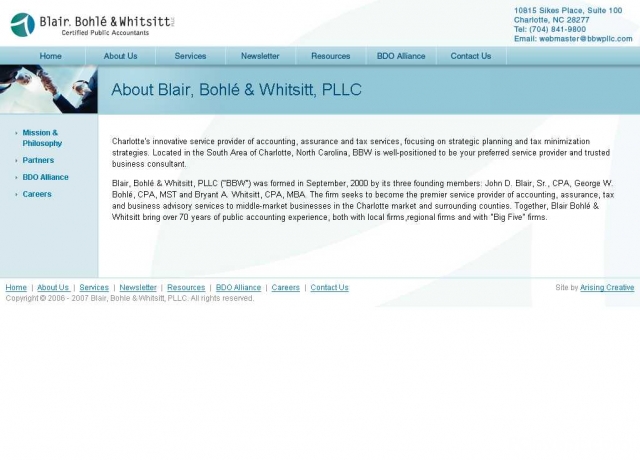 Blair, Bohlé & Whitsitt PLLC
Certified Public Accountants
10815 Sikes Place, Suite 100
Charlotte, NC 28277
Tel: (704) 841-9800
Email: webmaster@bbwpllc.com
Home About Us Services Newsletter Resources BDO Alliance Contact Us
About Blair, Bohlé & Whitsitt, PLLC
Mission &
Philosophy
Partners
BDO Alliance
Careers
Charlotte's innovative service provider of accounting, assurance and tax services, focusing on strategic planning and tax minimization
strategies. Located in the South Area of Charlotte, North Carolina, BBW is well-positioned to be your preferred service provider and trusted
business consultant.
Blair, Bohlé & Whitsitt, PLLC ("BBW") was formed in September, 2000 by its three founding members: John D. Blair, Sr., CPA, George W.
Bohlé, CPA, MST and Bryant A. Whitsitt, CPA, MBA. The firm seeks to become the premier service provider of accounting, assurance, tax
and business advisory services to middle-market businesses in the Charlotte market and surrounding counties. Together, Blair Bohlé &
Whitsitt bring over 70 years of public accounting experience, both with local firms,regional firms and with "Big Five" firms.
Home | About Us | Services | Newsletter | Resources | BDO Alliance | Careers | Contact Us
Site by Arising Creative
Copyright © 2006 - 2007 Blair, Bohle & Whitsitt, PLLC. All rights reserved.